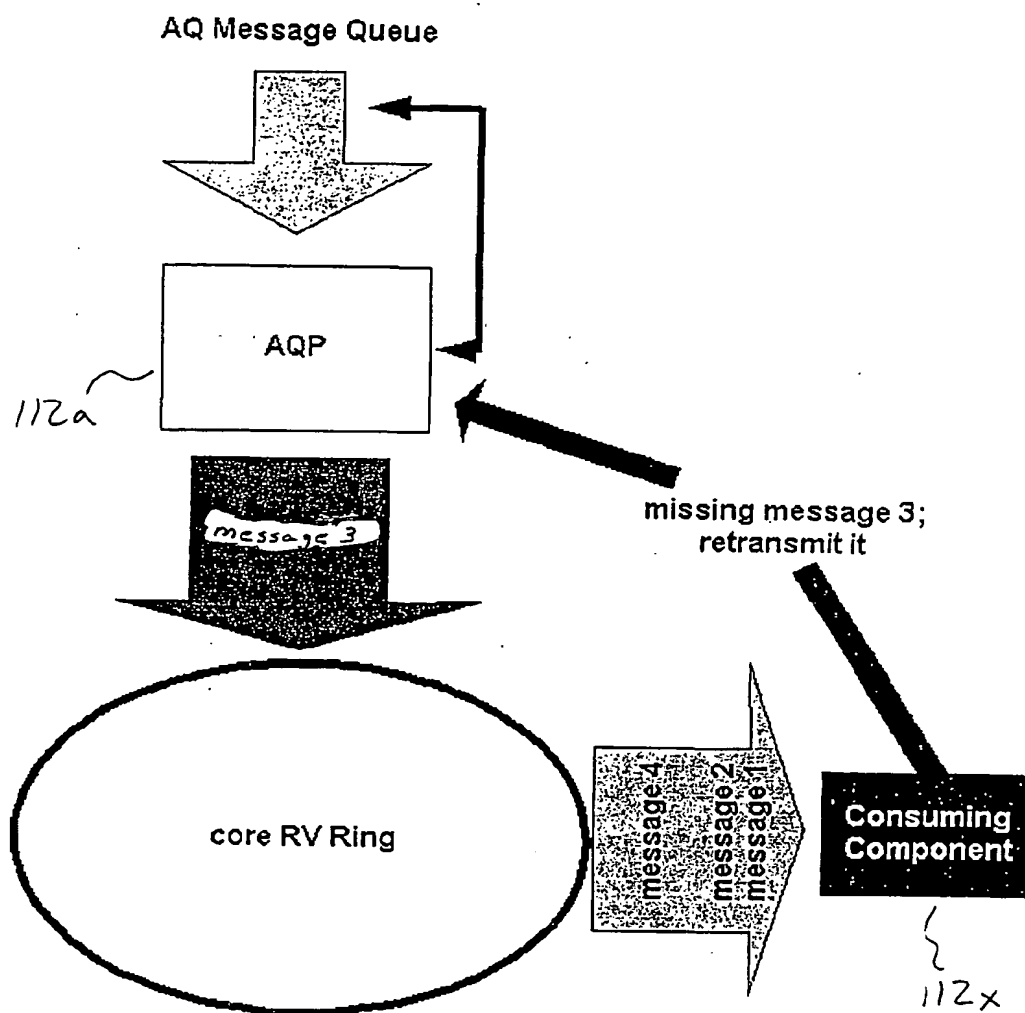 AQ Message Queue
AQP
112a
message 3
missing message 3;
retransmit it
core RV Ring
message 4
message 2
message 1
Consuming
Component
112x